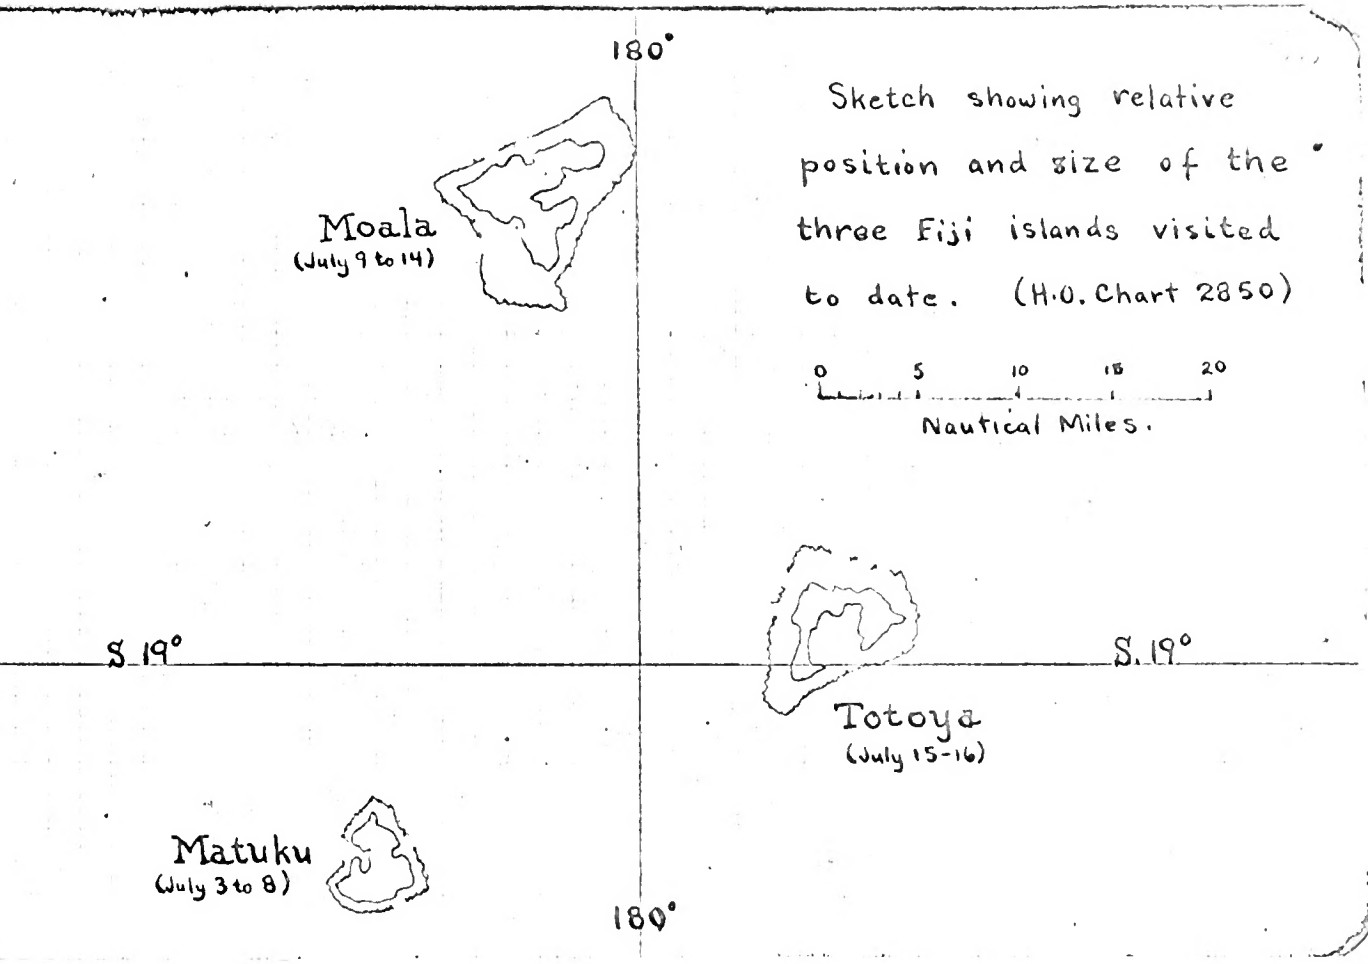 180°
Sketch showing relative
position and size of the
three Fiji islands visited
to date. (H.O. Chart 2850)
0 5 10 15 20
Nautical Miles.
Moala
(July 9 to 14)
S 19°
S. 19°
Totoya
(July 15-16)
Matuku
(July 3 to 8)
180°